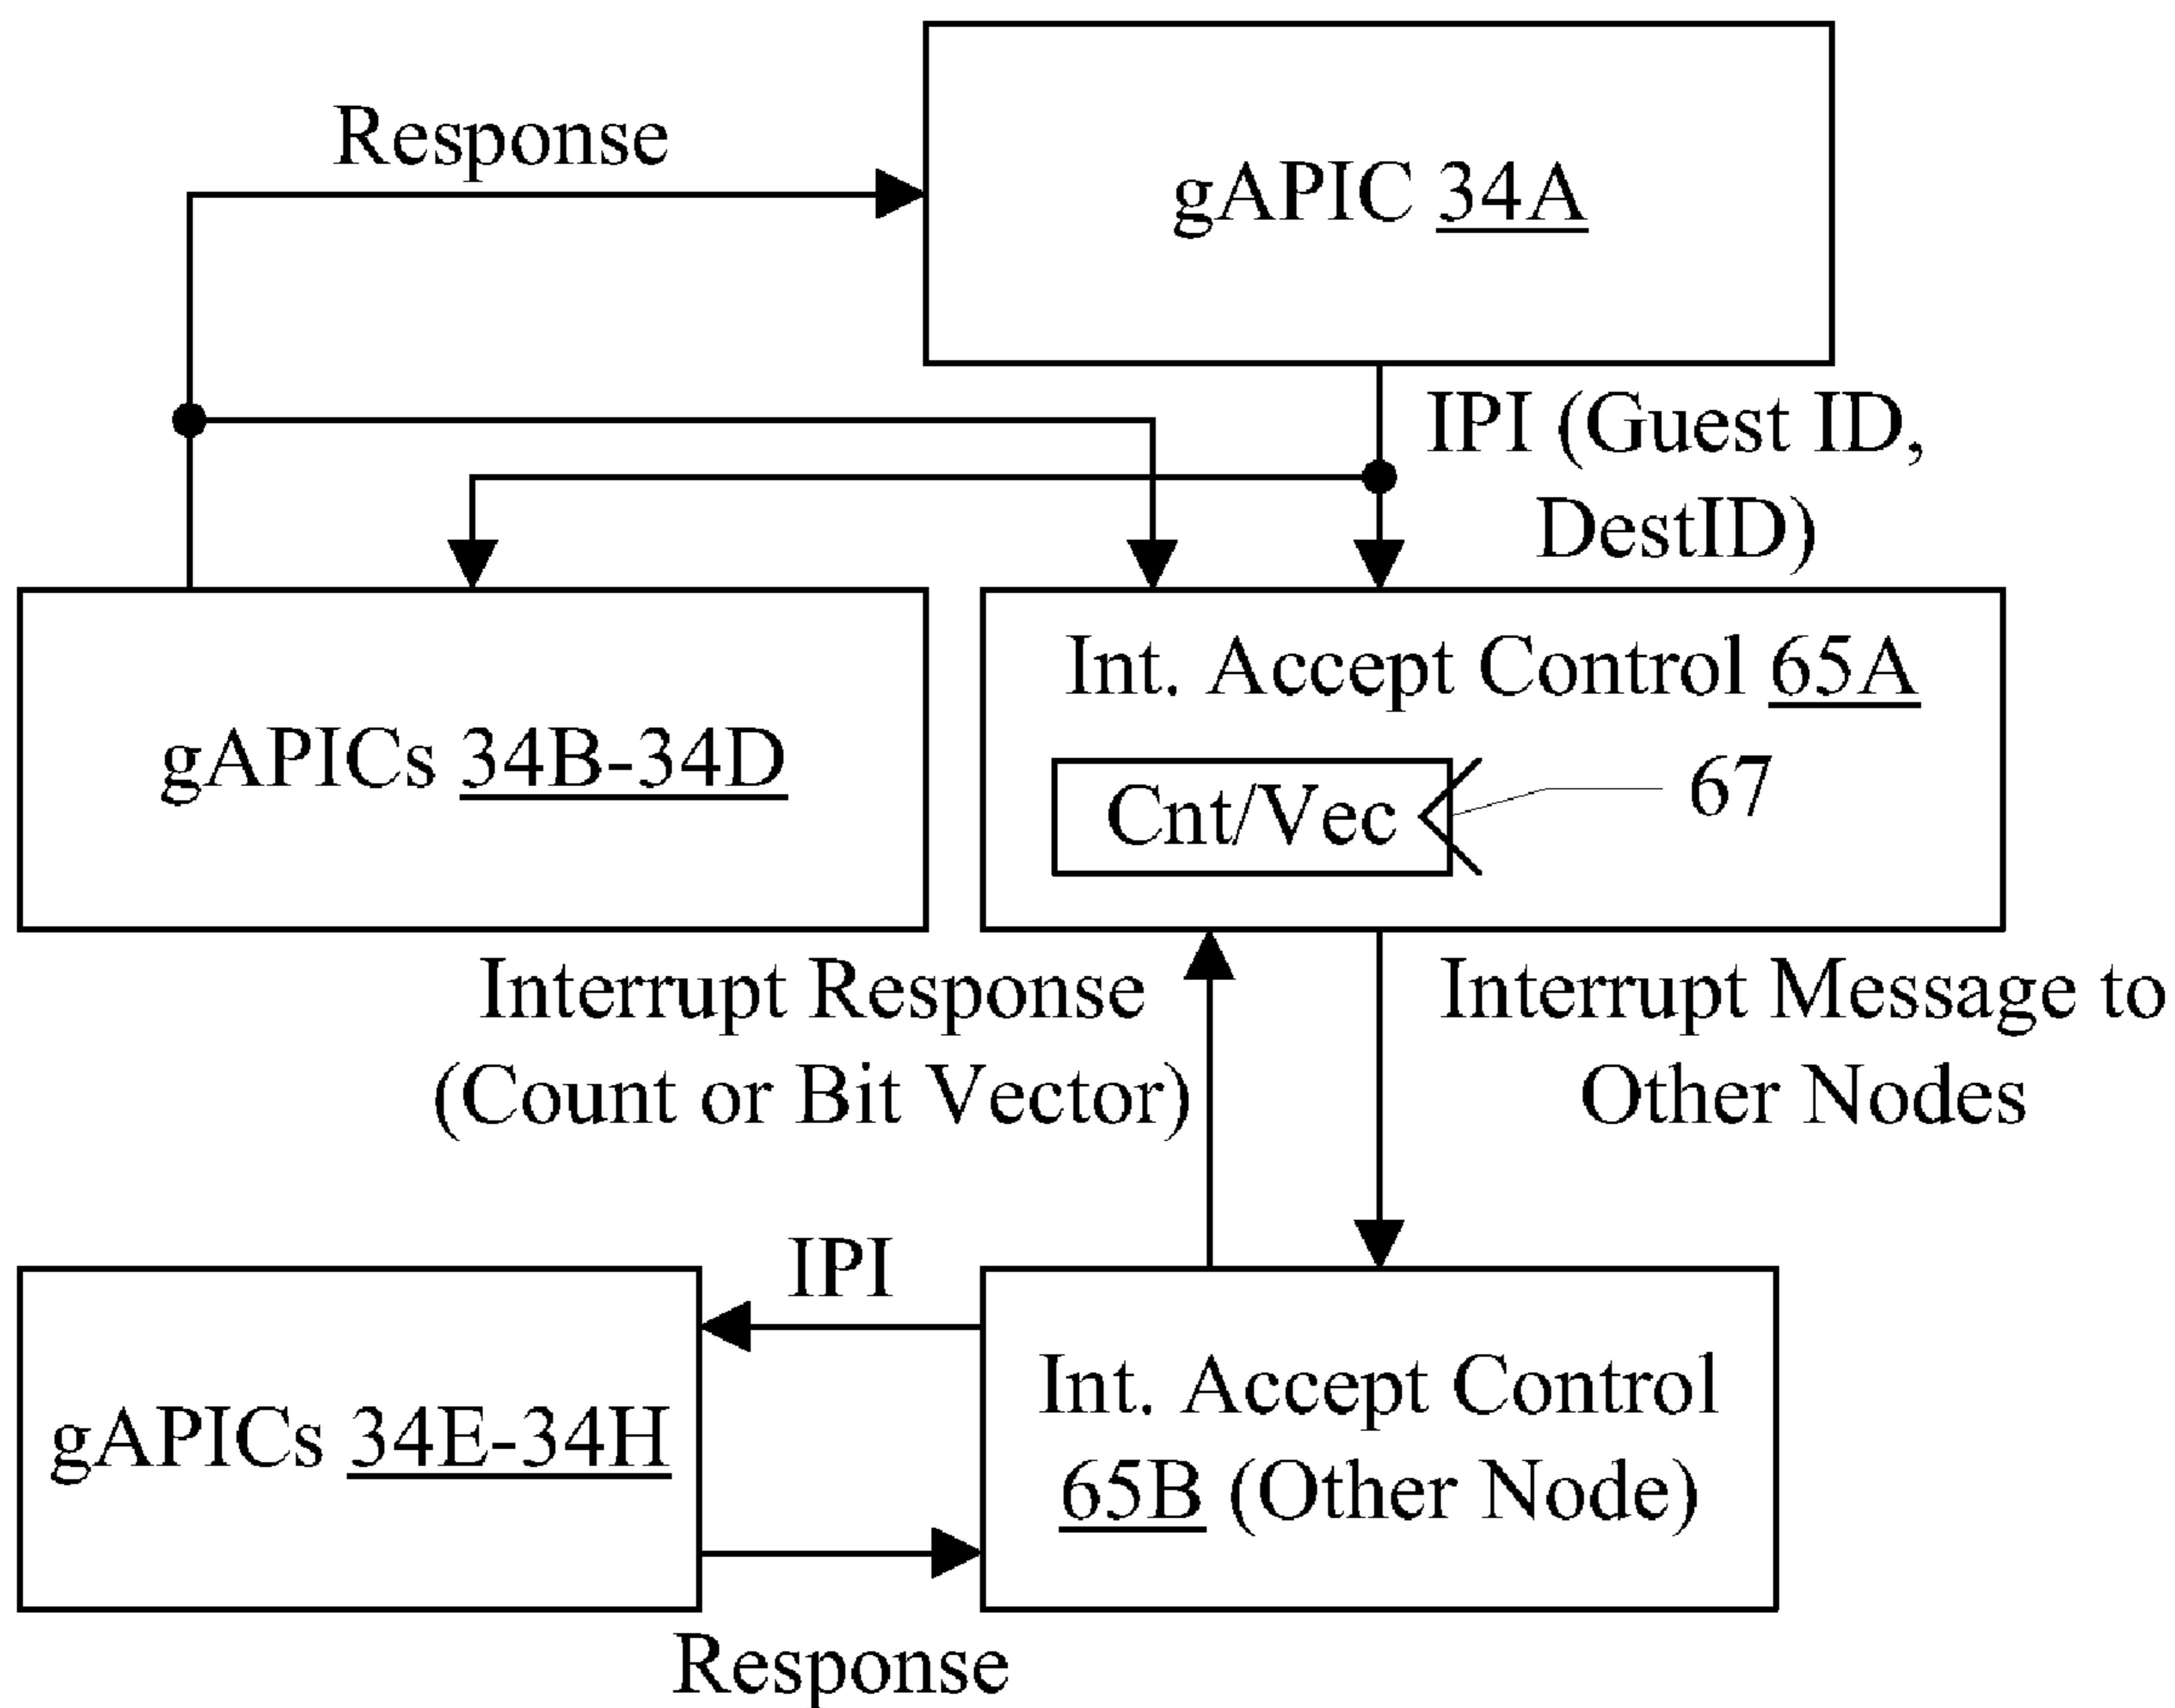 Response
gAPIC 34A
IPI (Guest ID,
DestID)
gAPICs 34B-34D
Int. Accept Control 65A
Cnt/Vec
67
Interrupt Response
(Count or Bit Vector)
Interrupt Message to
Other Nodes
IPI
gAPICs 34E-34H
Int. Accept Control
65B (Other Node)
Response